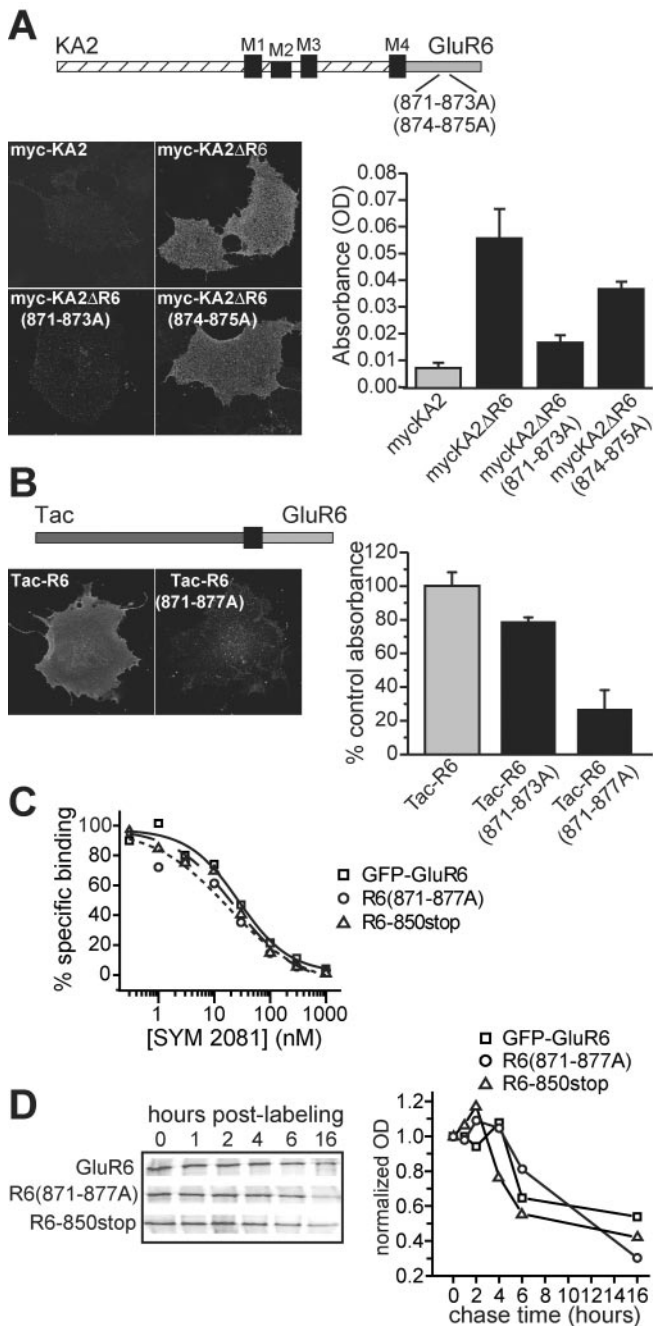 A
KA2
M1
M2
M3
M4
GluR6
(871-873A)
(874-875A)
myc-KA2
myc-KA2ΔR6
myc-KA2ΔR6
(871-873A)
myc-KA2ΔR6
(874-875A)
Absorbance (OD)
0.08
0.07
0.06
0.05
0.04
0.03
0.02
0.01
0.00
mycKA2
mycKA2ΔR6
mycKA2ΔR6
(871-873A)
mycKA2ΔR6
(874-875A)
B
Tac
GluR6
Tac-R6
Tac-R6
(871-877A)
% control absorbance
120
100
80
60
40
20
0
Tac-R6
Tac-R6
(871-873A)
Tac-R6
(871-877A)
C
% specific binding
100
80
60
40
20
0
1
10
100
1000
[SYM 2081] (nM)
GFP-GluR6
R6(871-877A)
R6-850stop
D
hours post-labeling
0 1 2 4 6 16
GluR6
R6(871-877A)
R6-850stop
GFP-GluR6
R6(871-877A)
R6-850stop
normalized OD
1.2
1.0
0.8
0.6
0.4
0.2
0 2 4 6 8 10 12 14 16
chase time (hours)